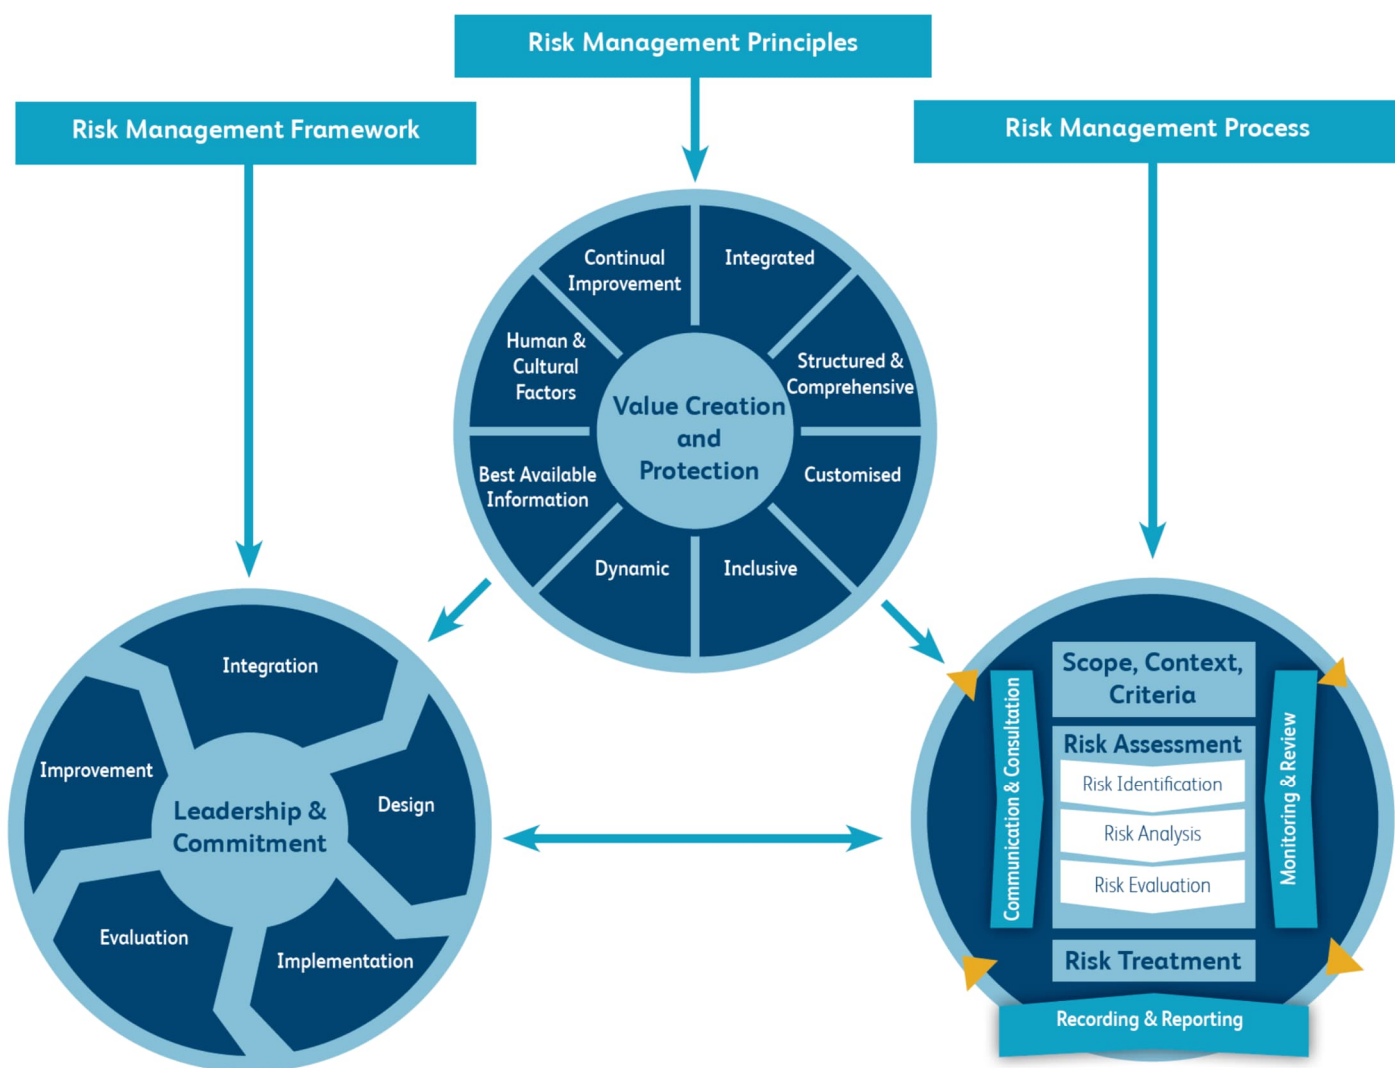 Risk Management Principles
Risk Management Framework
Risk Management Process
Continual
Improvement
Integrated
Human &
Cultural
Factors
Structured &
Comprehensive
Value Creation
and
Protection
Best Available
Information
Customised
Dynamic
Inclusive
Integration
Improvement
Design
Leadership &
Commitment
Evaluation
Implementation
Scope, Context,
Criteria
Communication & Consultation
Risk Assessment
Risk Identification
Risk Analysis
Risk Evaluation
Monitoring & Review
Risk Treatment
Recording & Reporting